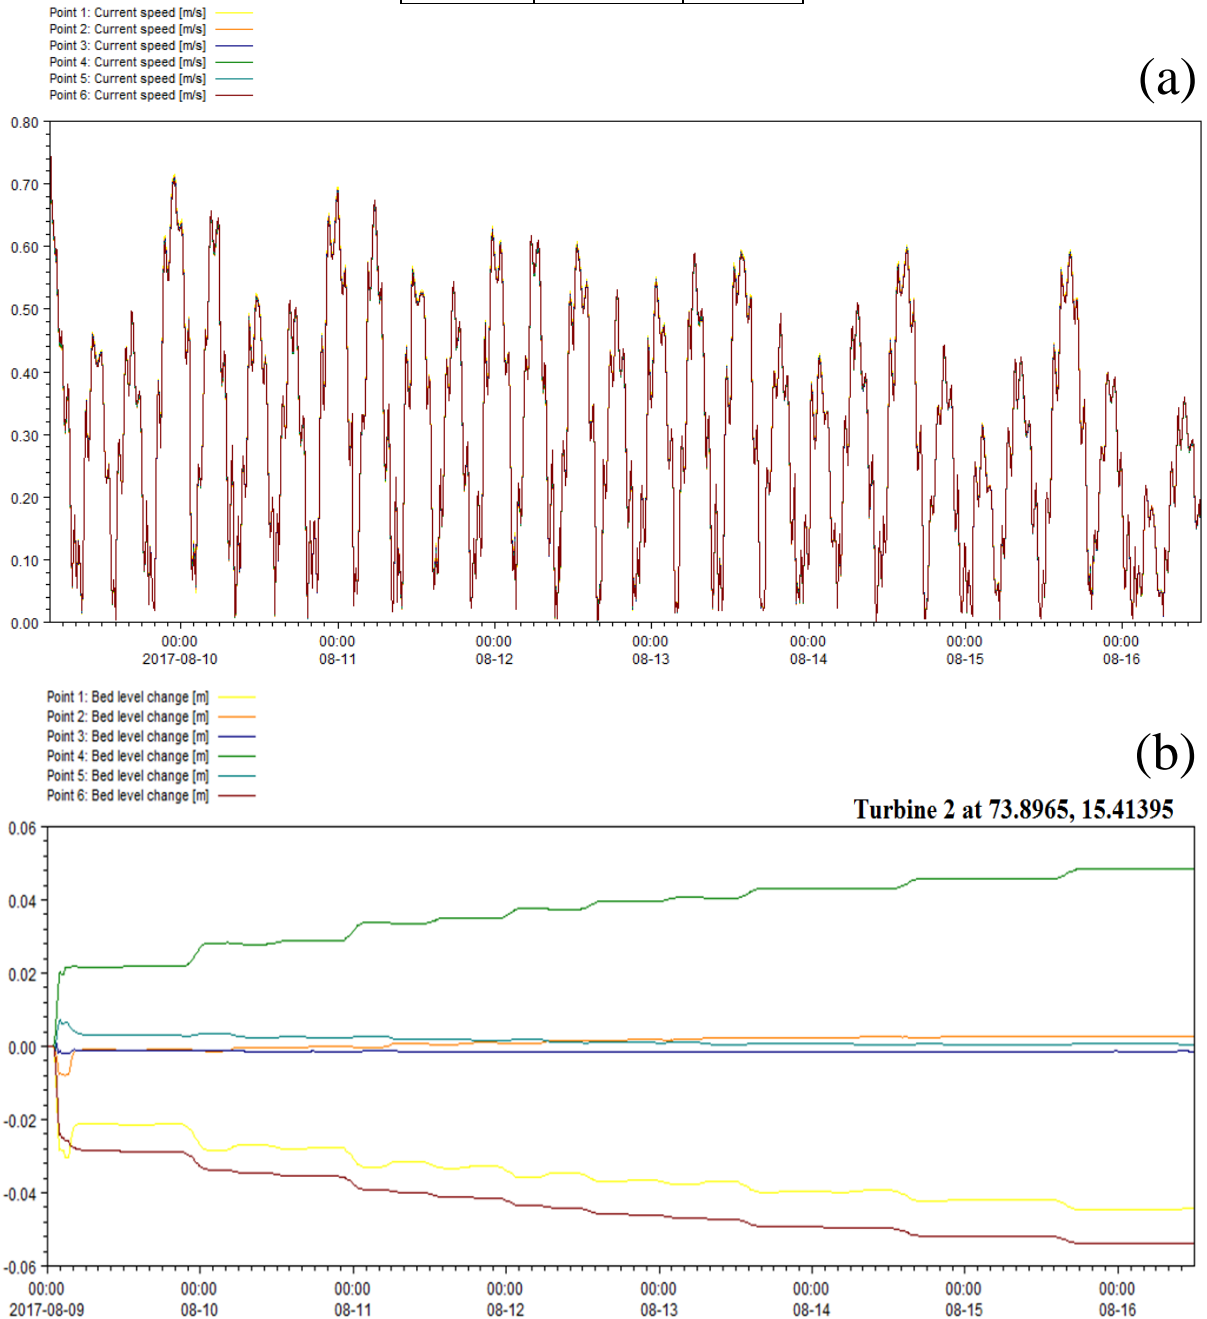 Point 1: Current speed [m/s]
Point 2: Current speed [m/s]
Point 3: Current speed [m/s]
Point 4: Current speed [m/s]
Point 5: Current speed [m/s]
Point 6: Current speed [m/s]
(a)
0.80
0.70
0.60
0.50
0.40
0.30
0.20
0.10
0.00
00:00 00:00 00:00 00:00 00:00 00:00 00:00
2017-08-10 08-11 08-12 08-13 08-14 08-15 08-16
Point 1: Bed level change [m]
Point 2: Bed level change [m]
Point 3: Bed level change [m]
Point 4: Bed level change [m]
Point 5: Bed level change [m]
Point 6: Bed level change [m]
(b)
Turbine 2 at 73.8965, 15.41395
0.06
0.04
0.02
0.00
-0.02
-0.04
-0.06
00:00 00:00 00:00 00:00 00:00 00:00 00:00 00:00
2017-08-09 08-10 08-11 08-12 08-13 08-14 08-15 08-16